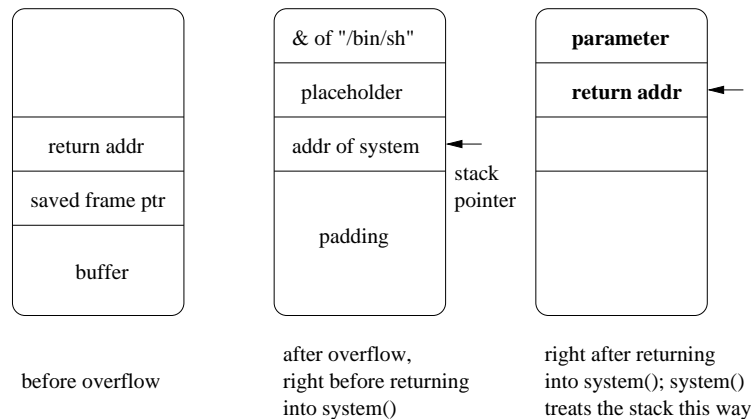 return addr
saved frame ptr
buffer
before overflow
& of "/bin/sh"
placeholder
addr of system
padding
stack
pointer
after overflow,
right before returning
into system()
parameter
return addr
right after returning
into system(); system()
treats the stack this way